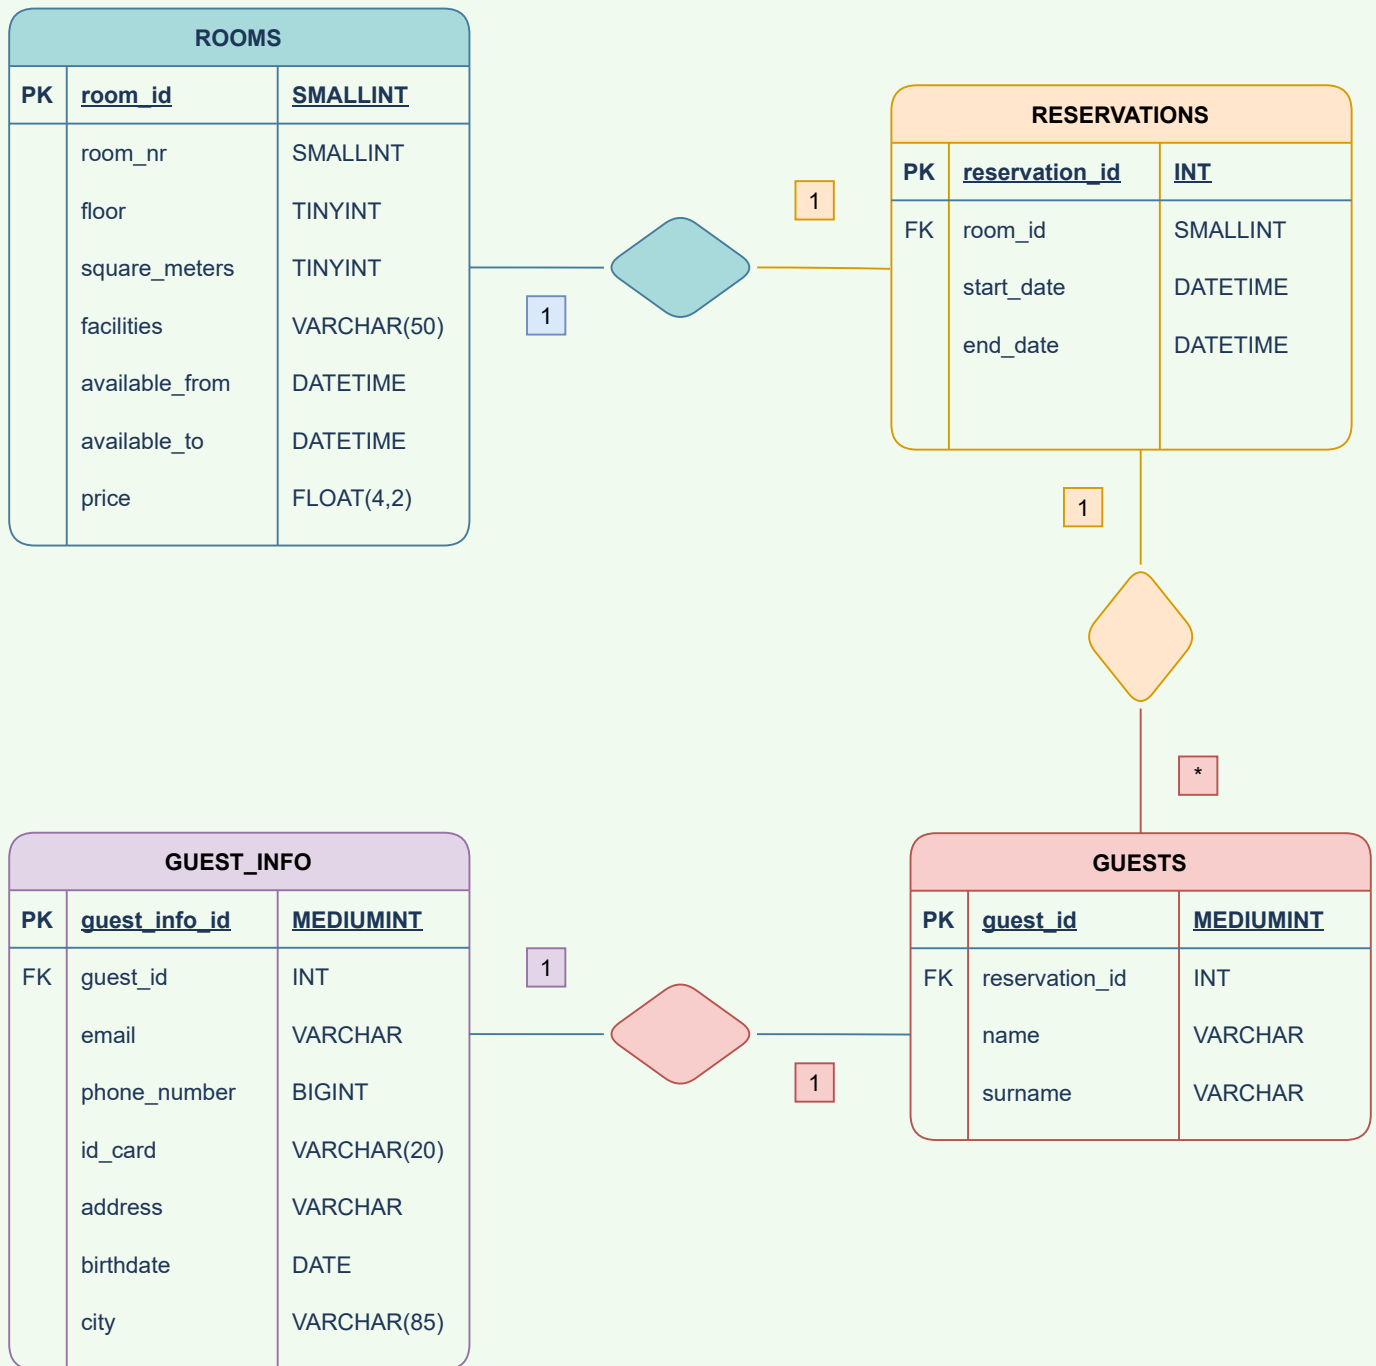 ROOMS
PK room_id SMALLINT
room_nr SMALLINT
floor TINYINT
square_meters TINYINT
facilities VARCHAR(50)
available_from DATETIME
available_to DATETIME
price FLOAT(4,2)
1
1
RESERVATIONS
PK reservation_id INT
FK room_id SMALLINT
start_date DATETIME
end_date DATETIME
1
*
GUEST_INFO
PK guest_info_id MEDIUMINT
FK guest_id INT
email VARCHAR
phone_number BIGINT
id_card VARCHAR(20)
address VARCHAR
birthdate DATE
city VARCHAR(85)
1
1
GUESTS
PK guest_id MEDIUMINT
FK reservation_id INT
name VARCHAR
surname VARCHAR